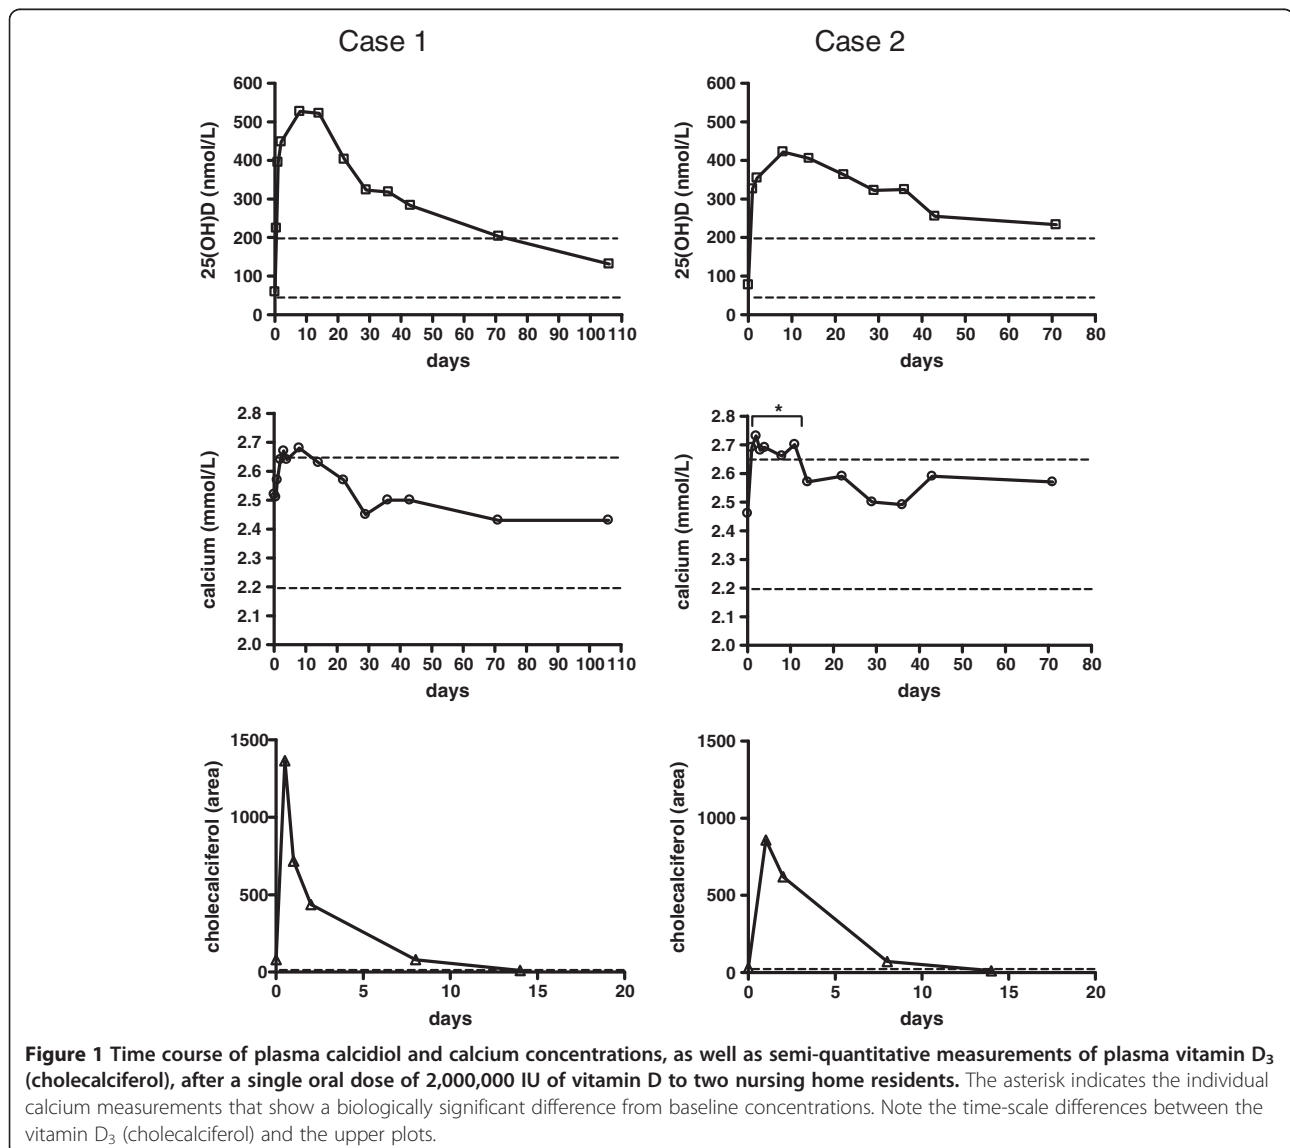 Case 1
Case 2
600
500
400
300
200
100
0
25(OH)D (nmol/L)
0 10 20 30 40 50 60 70 80 90 100 110
days
600
500
400
300
200
100
0
25(OH)D (nmol/L)
0 10 20 30 40 50 60 70 80
days
2.8
2.7
2.6
2.5
2.4
2.3
2.2
2.1
2.0
calcium (mmol/L)
0 10 20 30 40 50 60 70 80 90 100 110
days
*
2.8
2.7
2.6
2.5
2.4
2.3
2.2
2.1
2.0
calcium (mmol/L)
0 10 20 30 40 50 60 70 80
days
1500
1000
500
0
cholecalciferol (area)
0 5 10 15 20
days
1500
1000
500
0
cholecalciferol (area)
0 5 10 15 20
days
Figure 1 Time course of plasma calcidiol and calcium concentrations, as well as semi-quantitative measurements of plasma vitamin D₃
(cholecalciferol), after a single oral dose of 2,000,000 IU of vitamin D to two nursing home residents. The asterisk indicates the individual
calcium measurements that show a biologically significant difference from baseline concentrations. Note the time-scale differences between the
vitamin D₃ (cholecalciferol) and the upper plots.